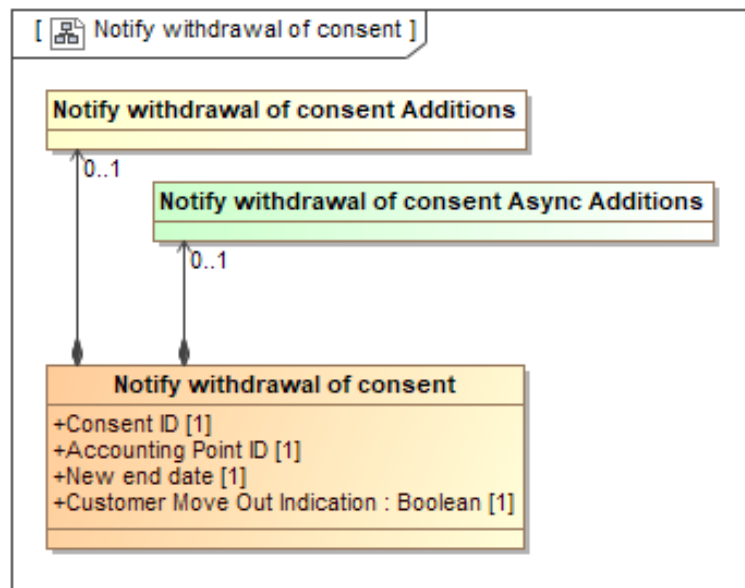 [ Notify withdrawal of consent ]
Notify withdrawal of consent Additions
0..1
Notify withdrawal of consent Async Additions
0..1
Notify withdrawal of consent
+Consent ID [1]
+Accounting Point ID [1]
+New end date [1]
+Customer Move Out Indication : Boolean [1]